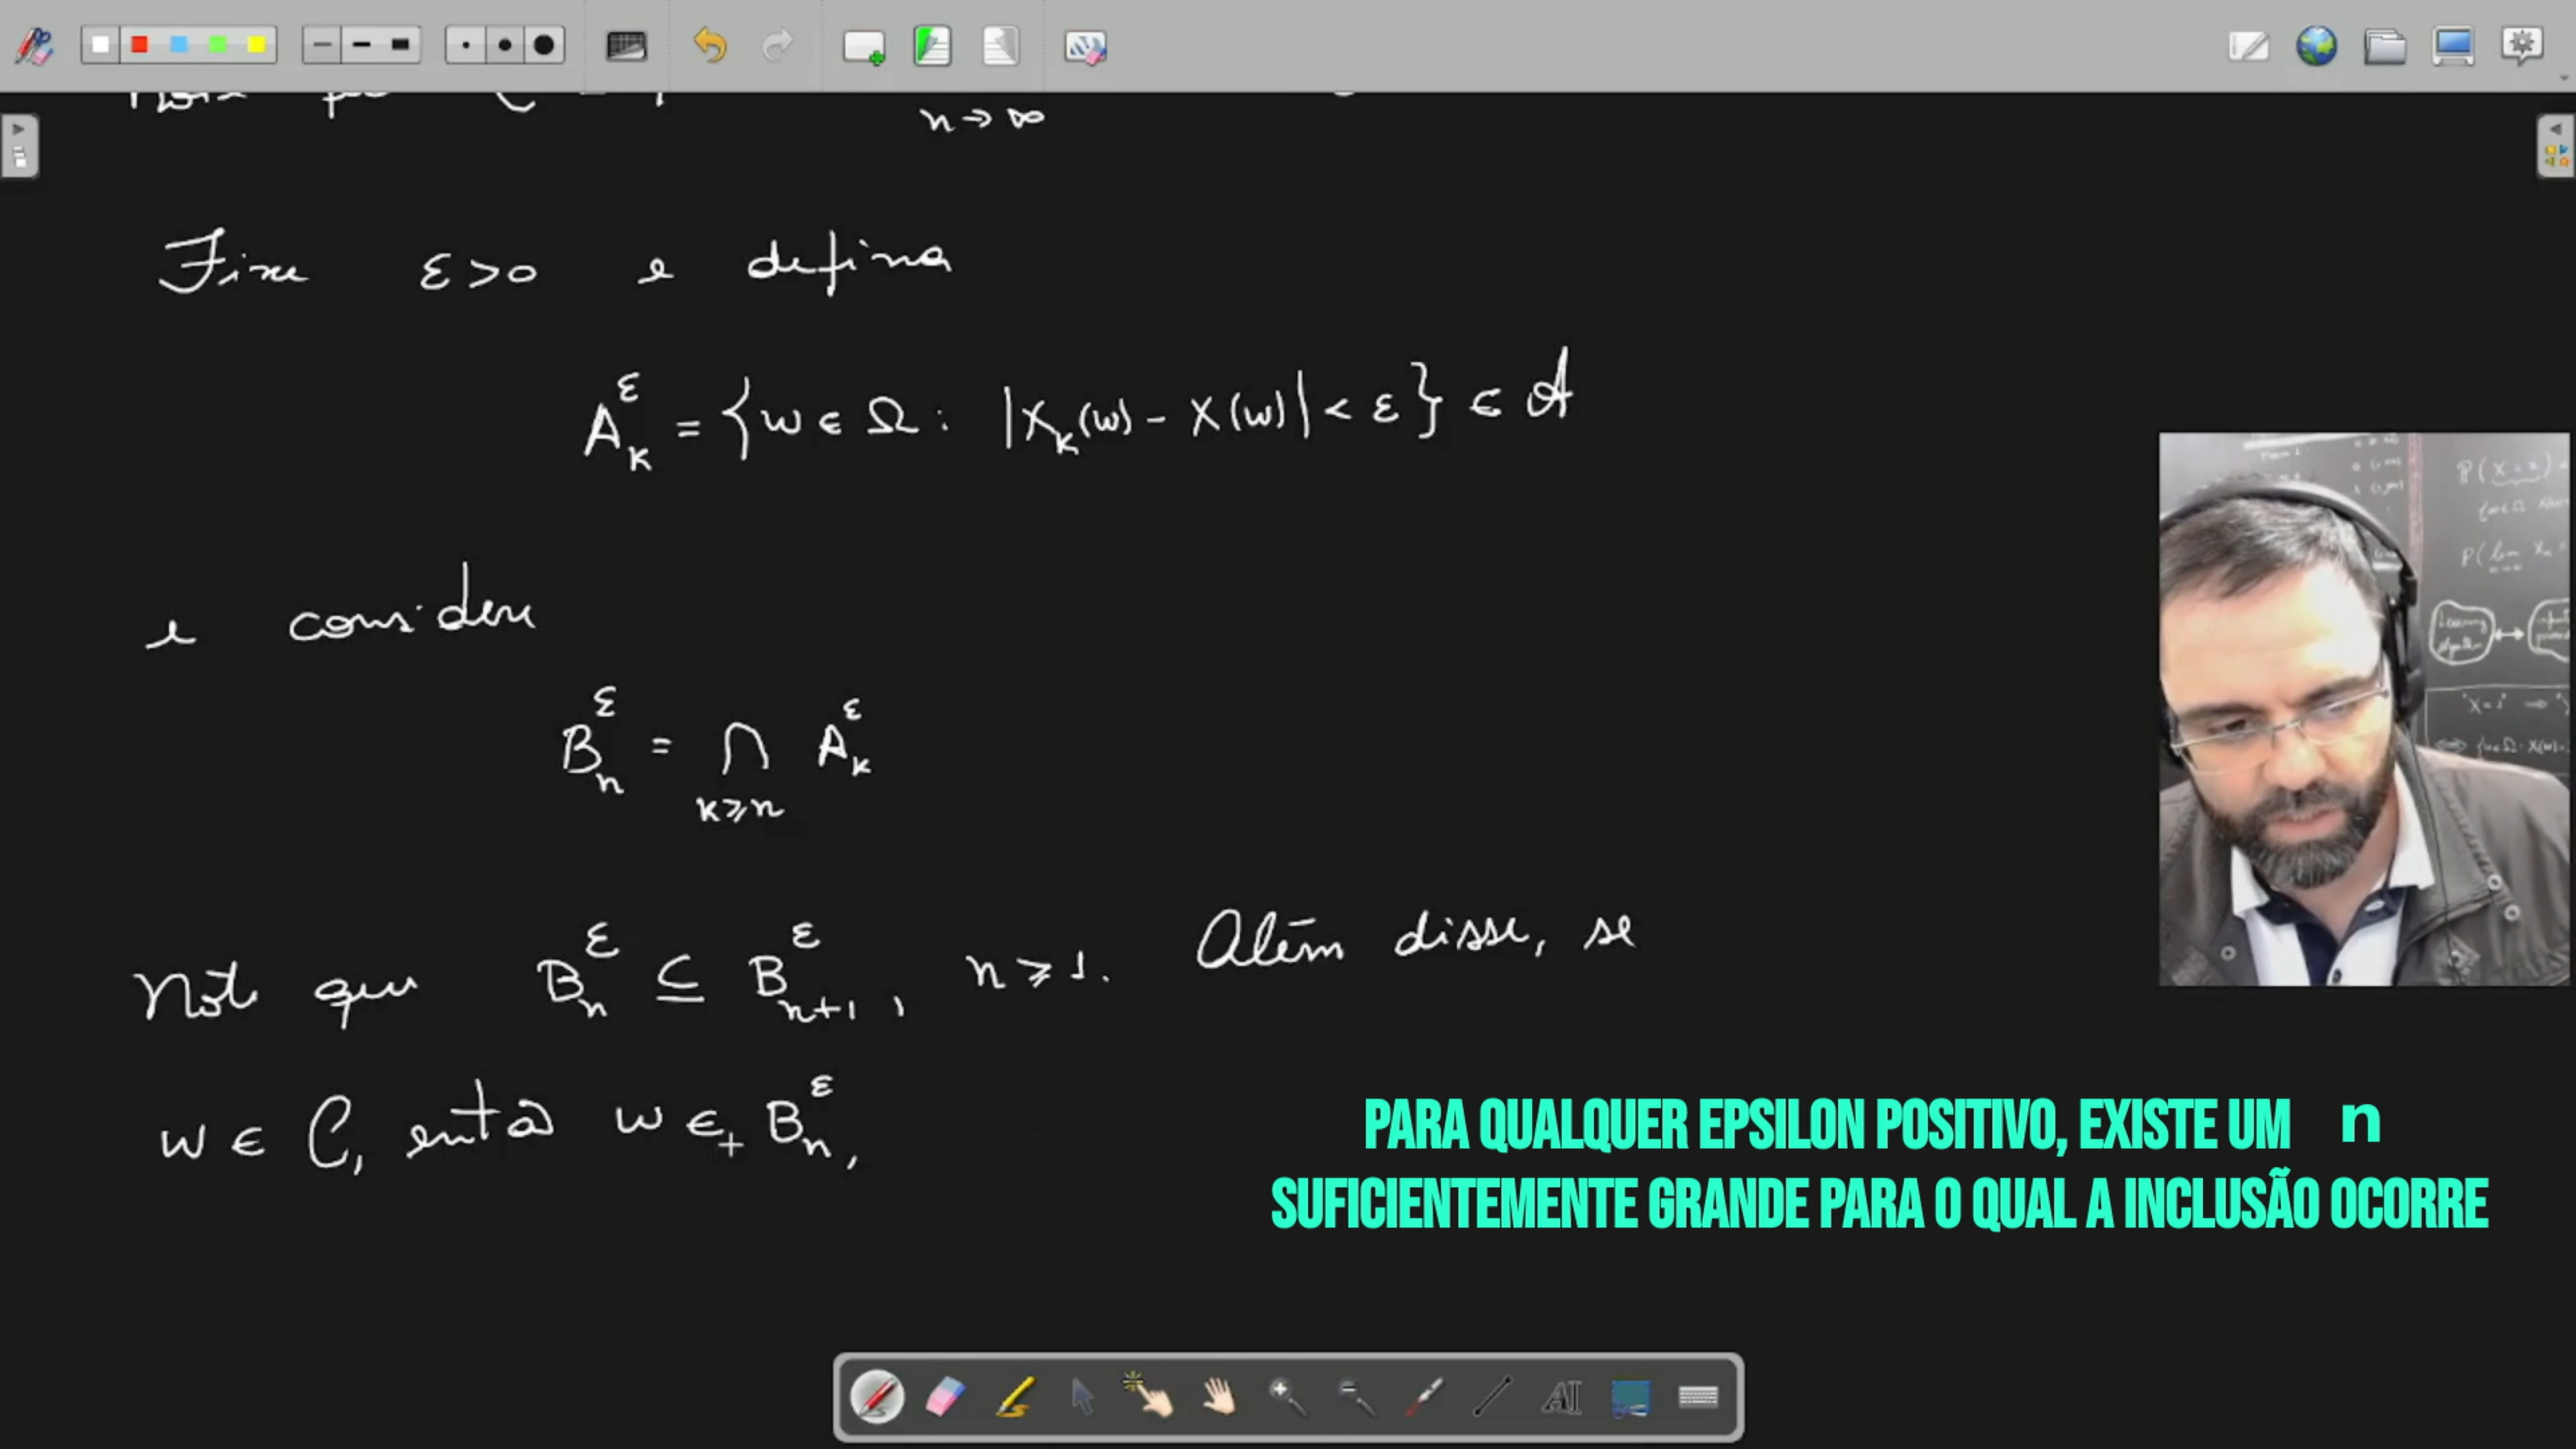 n → ∞
Fixe ε > 0 e defina
A_k^ε = {w ∈ Ω : |X_k(w) - X(w)| < ε} ∈ 𝒜
e considere
B_n^ε = ∩_{k ≥ n} A_k^ε
Note que B_n^ε ⊆ B_{n+1}^ε, n ≥ 1. Além disso, se
w ∈ C, então w ∈ B_n^ε,
PARA QUALQUER EPSILON POSITIVO, EXISTE UM n
SUFICIENTEMENTE GRANDE PARA O QUAL A INCLUSÃO OCORRE
Learning